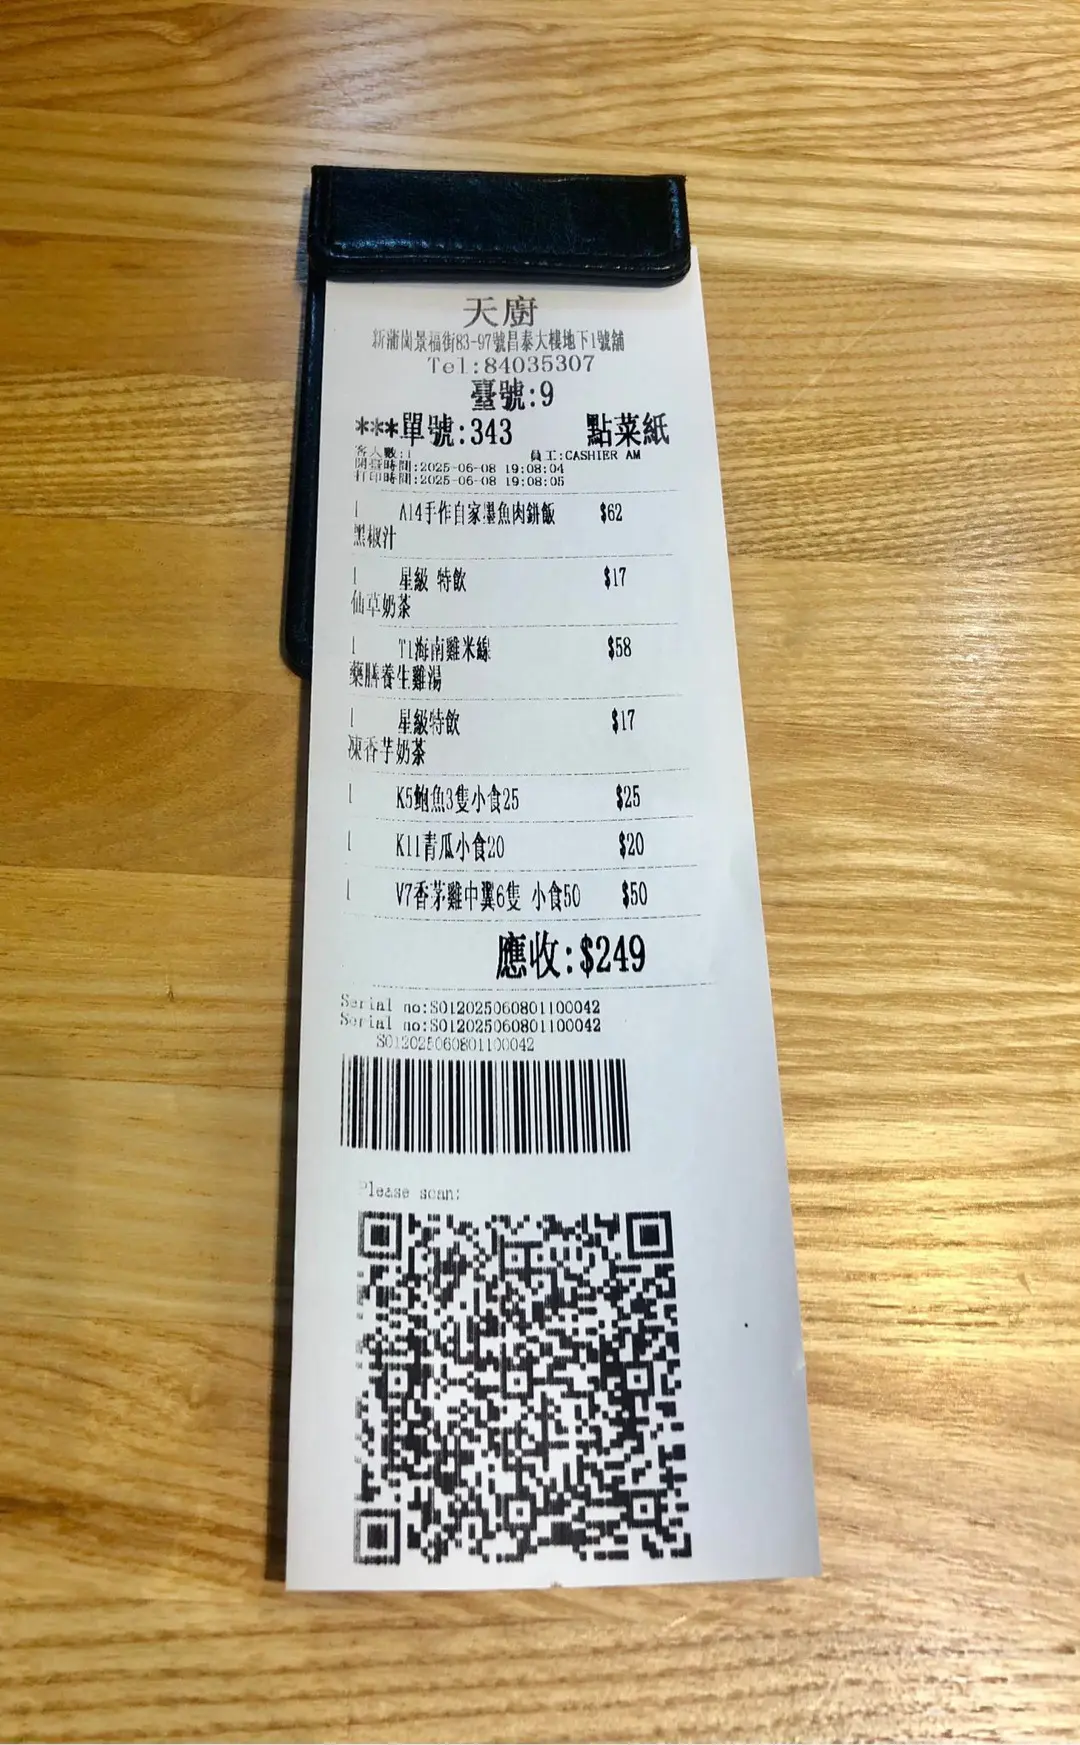 天廚
新蒲崗景福街83-97號昌泰大樓地下1號舖
Tel:84035307
臺號:9
***單號:343 點菜紙
客人數:1 員工:CASHIER AM
開臺時間:2025-06-08 19:08:04
打印時間:2025-06-08 19:08:05
1 A14手作自家墨魚肉餅飯 $62
黑椒汁
1 星級 特飲 $17
仙草奶茶
1 T1海南雞米線 $58
藥膳養生雞湯
1 星級特飲 $17
凍香芋奶茶
1 K5鮑魚3隻小食25 $25
1 K11青瓜小食20 $20
1 V7香茅雞中翼6隻 小食50 $50
應收:$249
Serial no:S012025060801100042
Serial no:S012025060801100042
S012025060801100042
Please scan: